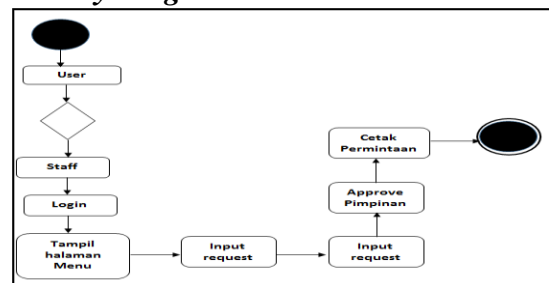 User
Staff
Login
Tampil
halaman
Menu
Input
request
Input
request
Approve
Pimpinan
Cetak
Permintaan